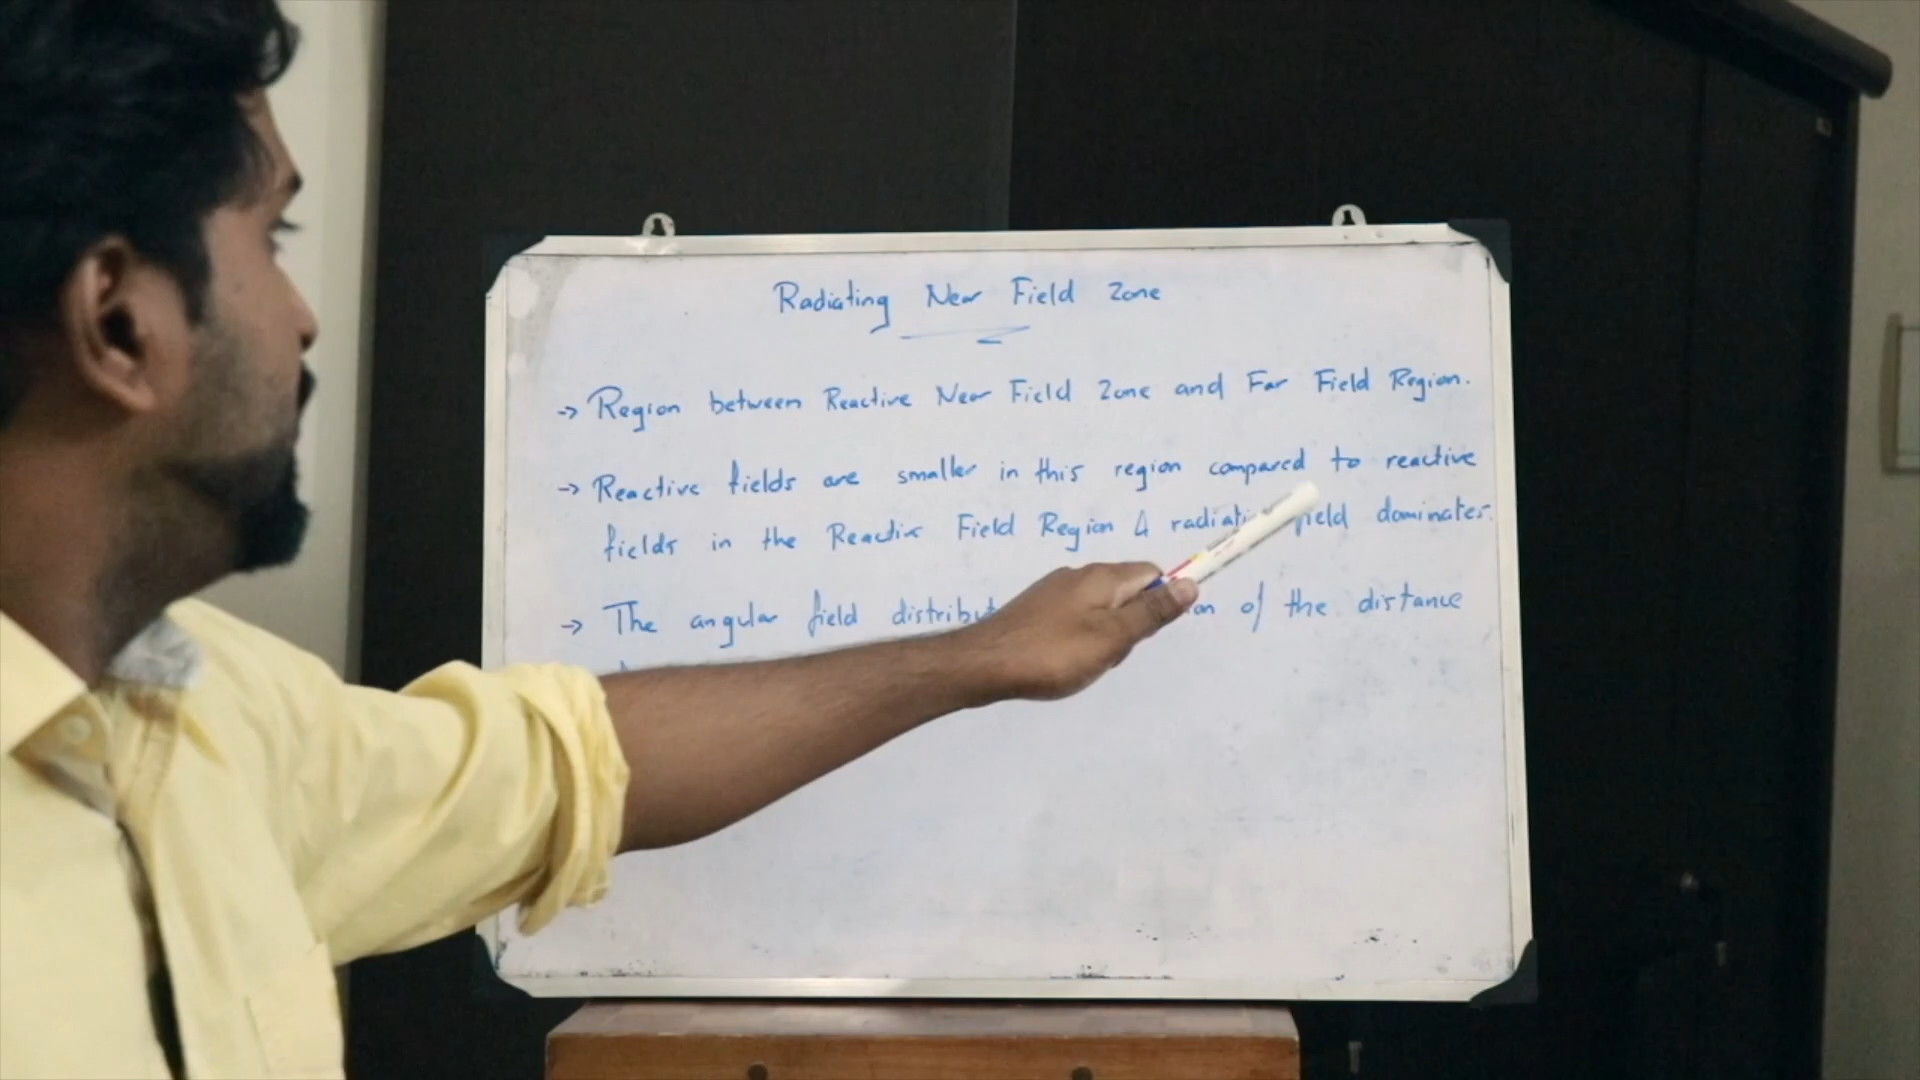 Radiating Near Field Zone
-> Region between Reactive Near Field Zone and Far Field Region.
-> Reactive fields are smaller in this region compared to reactive
fields in the Reactive Field Region & field dominates.
-> The angular field of the distance